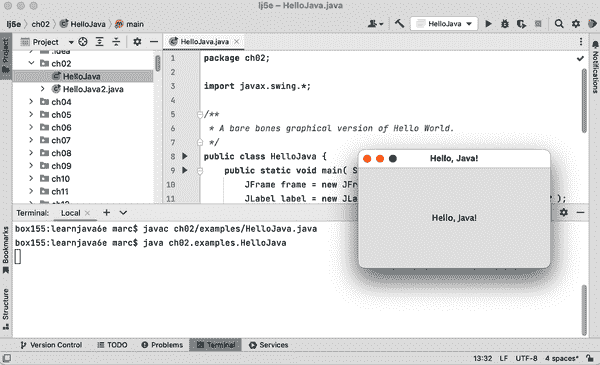 lj5e – HelloJava.java
lj5e
ch02
HelloJava
main
HelloJava
Project
HelloJava.java
.idea
ch02
HelloJava
HelloJava2.java
ch04
ch05
ch06
ch07
ch08
ch09
ch10
ch11
1 package ch02;
2
3 import javax.swing.*;
4
5 /**
6 * A bare bones graphical version of Hello World.
7 */
8 public class HelloJava {
9 public static void main( S
10 JFrame frame = new JFr
11 JLabel label = new JLa
);
Hello, Java!
Hello, Java!
Terminal: Local
box155:learnjava6e marc$ javac ch02/examples/HelloJava.java
box155:learnjava6e marc$ java ch02.examples.HelloJava
Project
Bookmarks
Structure
Notifications
Version Control
TODO
Problems
Terminal
Services
13:32 LF UTF-8 4 spaces*